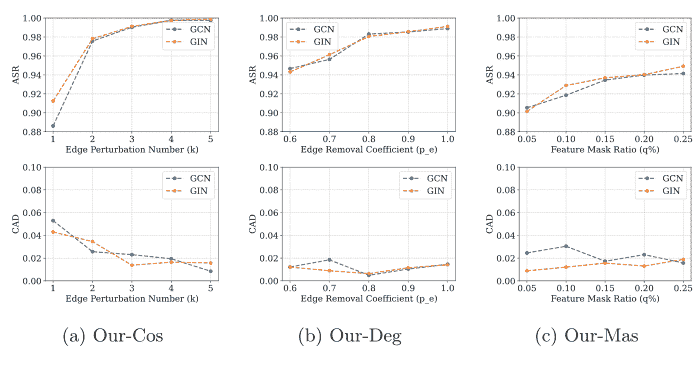 1.00
0.98
0.96
0.94
0.92
0.90
0.88
ASR
GCN
GIN
1 2 3 4 5
Edge Perturbation Number (k)
1.00
0.98
0.96
0.94
0.92
0.90
0.88
ASR
GCN
GIN
0.6 0.7 0.8 0.9 1.0
Edge Removal Coefficient (p_e)
1.00
0.98
0.96
0.94
0.92
0.90
0.88
ASR
GCN
GIN
0.05 0.10 0.15 0.20 0.25
Feature Mask Ratio (q%)
0.10
0.08
0.06
0.04
0.02
0.00
CAD
GCN
GIN
1 2 3 4 5
Edge Perturbation Number (k)
0.10
0.08
0.06
0.04
0.02
0.00
CAD
GCN
GIN
0.6 0.7 0.8 0.9 1.0
Edge Removal Coefficient (p_e)
0.10
0.08
0.06
0.04
0.02
0.00
CAD
GCN
GIN
0.05 0.10 0.15 0.20 0.25
Feature Mask Ratio (q%)
(a) Our-Cos
(b) Our-Deg
(c) Our-Mas